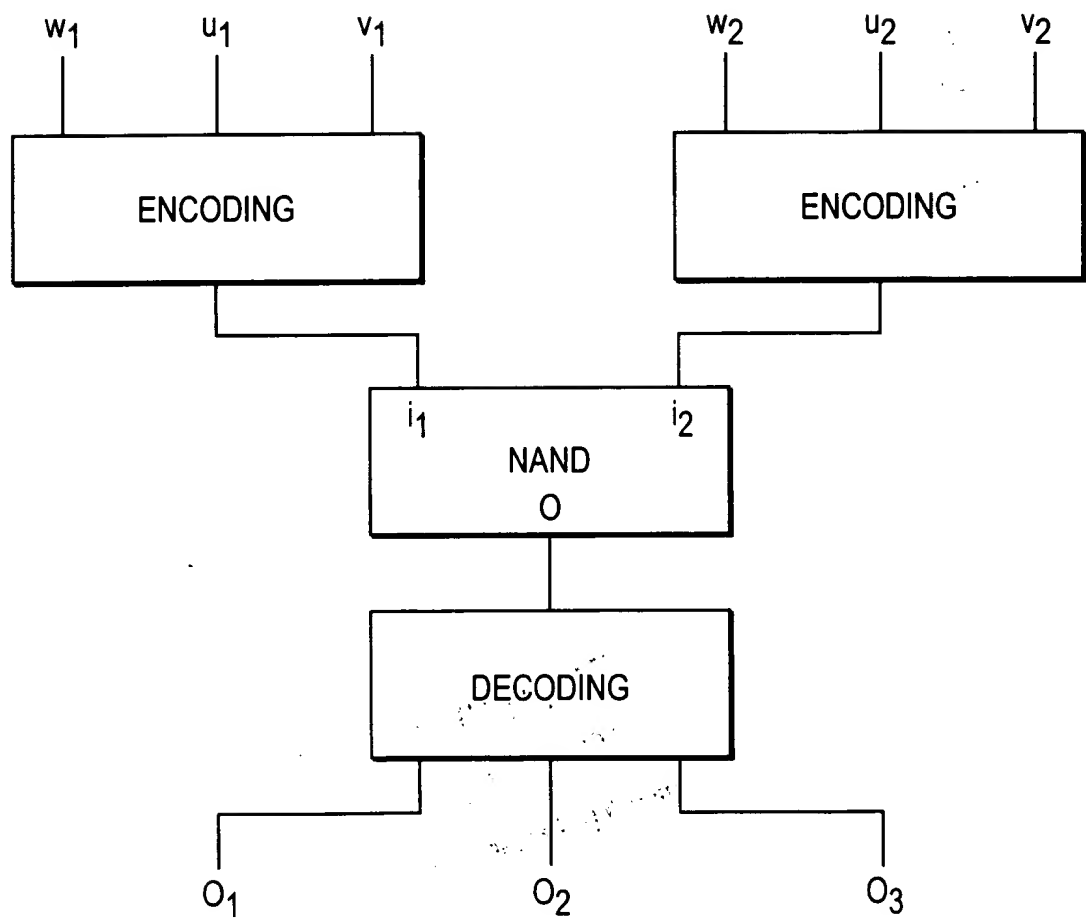 w1 u1 v1 w2 u2 v2
ENCODING ENCODING
i1 i2
NAND
O
DECODING
O1 O2 O3